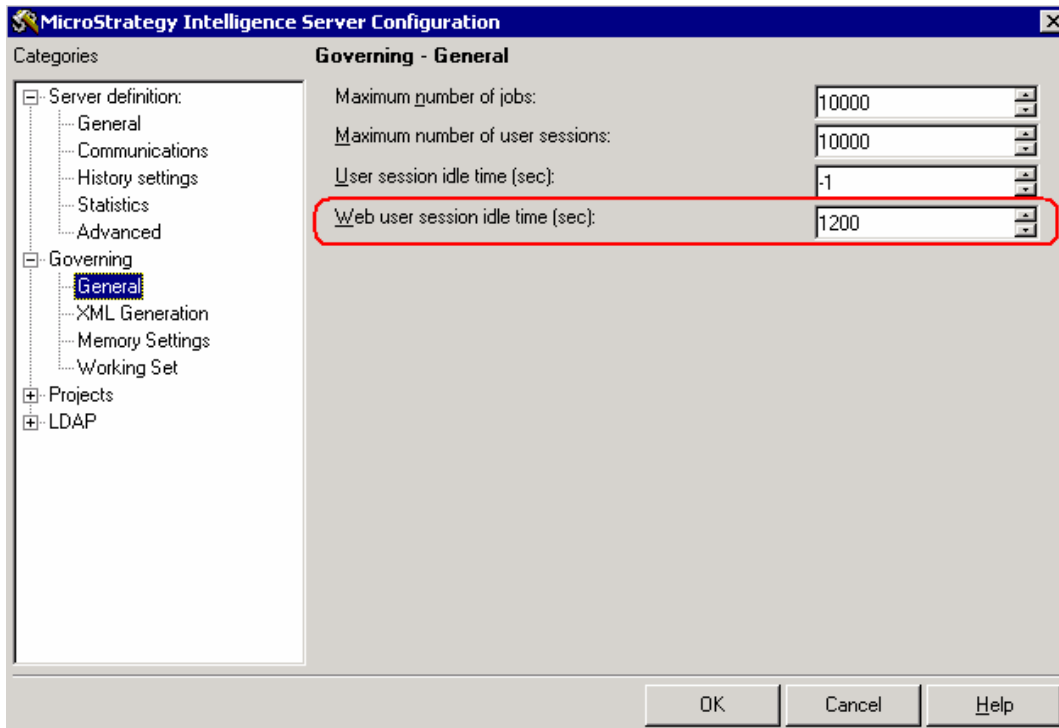 MicroStrategy Intelligence Server Configuration
Categories
Governing - General
Server definition:
General
Communications
History settings
Statistics
Advanced
Governing
General
XML Generation
Memory Settings
Working Set
Projects
LDAP
Maximum number of jobs: 10000
Maximum number of user sessions: 10000
User session idle time (sec): -1
Web user session idle time (sec): 1200
OK Cancel Help